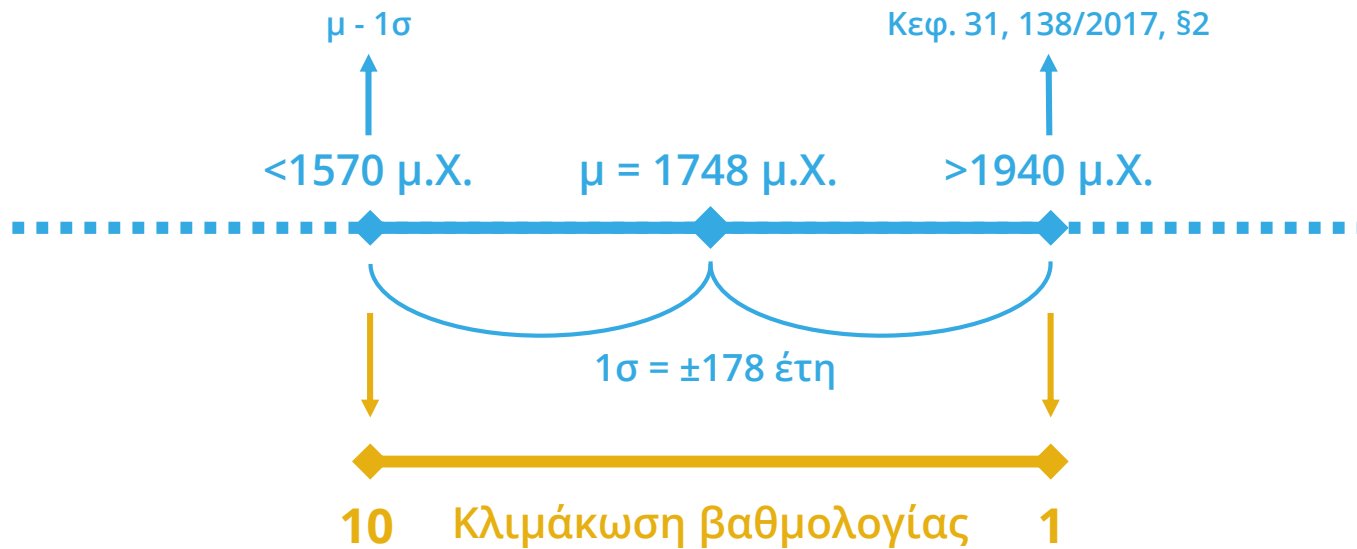 μ - 1σ
Κεφ. 31, 138/2017, §2
<1570 μ.Χ.
μ = 1748 μ.Χ.
>1940 μ.Χ.
1σ = ±178 έτη
10
Κλιμάκωση βαθμολογίας
1